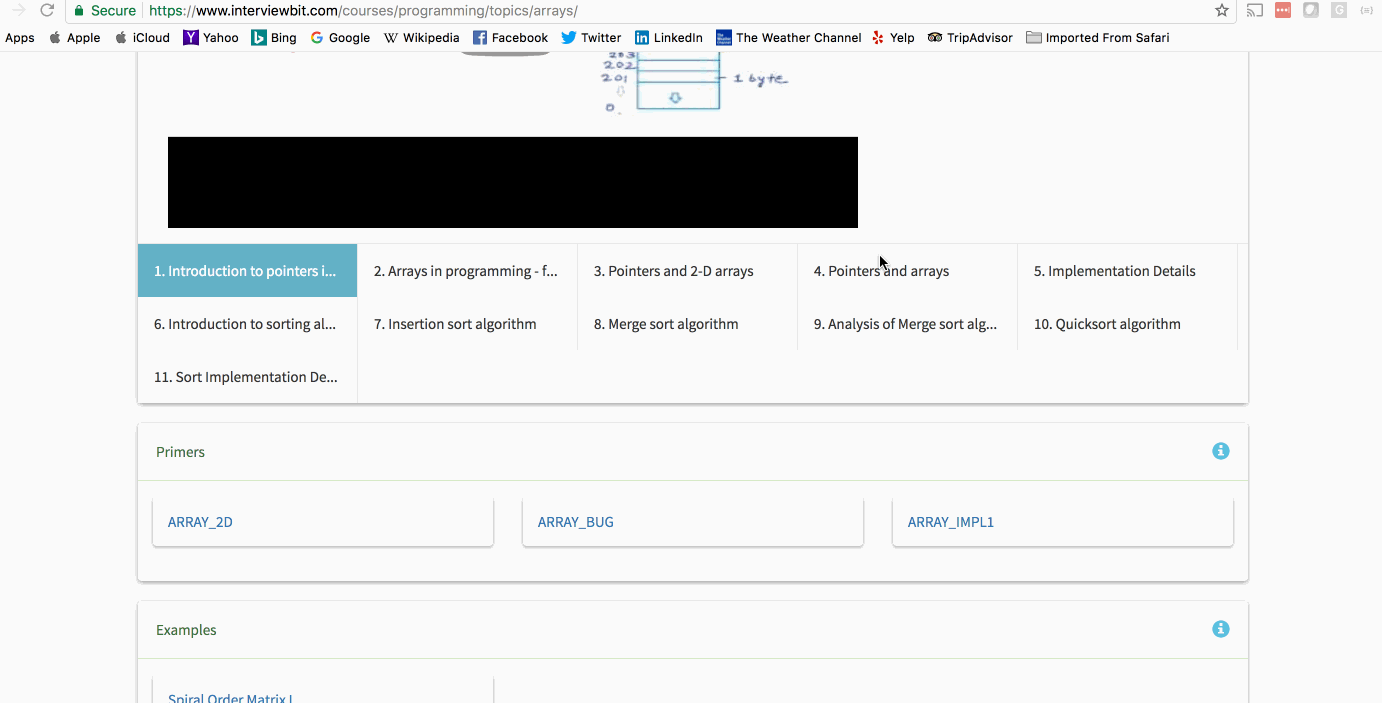 Secure https://www.interviewbit.com/courses/programming/topics/arrays/
Apps Apple iCloud Yahoo Bing Google Wikipedia Facebook Twitter LinkedIn The Weather Channel Yelp TripAdvisor Imported From Safari
203
202
201 1 byte
0
1. Introduction to pointers i... 2. Arrays in programming - f... 3. Pointers and 2-D arrays 4. Pointers and arrays 5. Implementation Details
6. Introduction to sorting al... 7. Insertion sort algorithm 8. Merge sort algorithm 9. Analysis of Merge sort alg... 10. Quicksort algorithm
11. Sort Implementation De...
Primers
ARRAY_2D ARRAY_BUG ARRAY_IMPL1
Examples
Spiral Order Matrix I